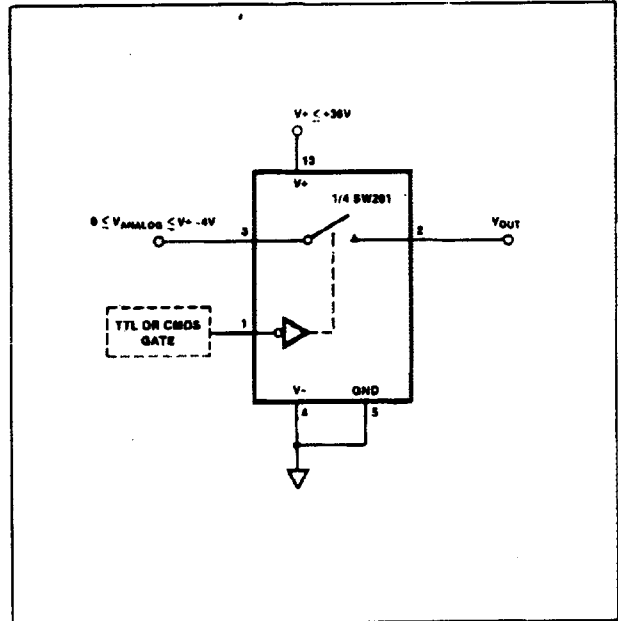 V+ ≤ +36V
13
V+
1/4 SW201
0 ≤ VANALOG ≤ V+ -4V
3
2
VOUT
TTL OR CMOS
GATE
1
V-
GND
4
5